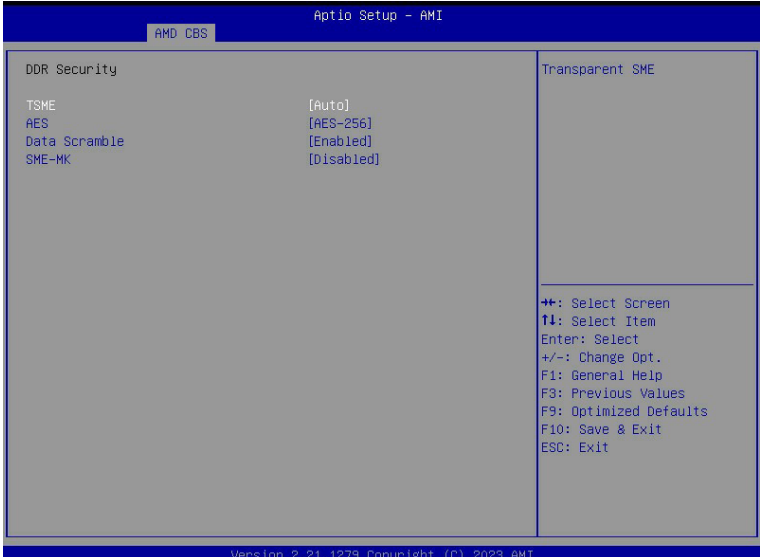 Aptio Setup – AMI
AMD CBS
DDR Security
TSME [Auto]
AES [AES-256]
Data Scramble [Enabled]
SME-MK [Disabled]
Transparent SME
→←: Select Screen
↑↓: Select Item
Enter: Select
+/-: Change Opt.
F1: General Help
F3: Previous Values
F9: Optimized Defaults
F10: Save & Exit
ESC: Exit
Version 2.21.1279 Copyright (C) 2023 AMI